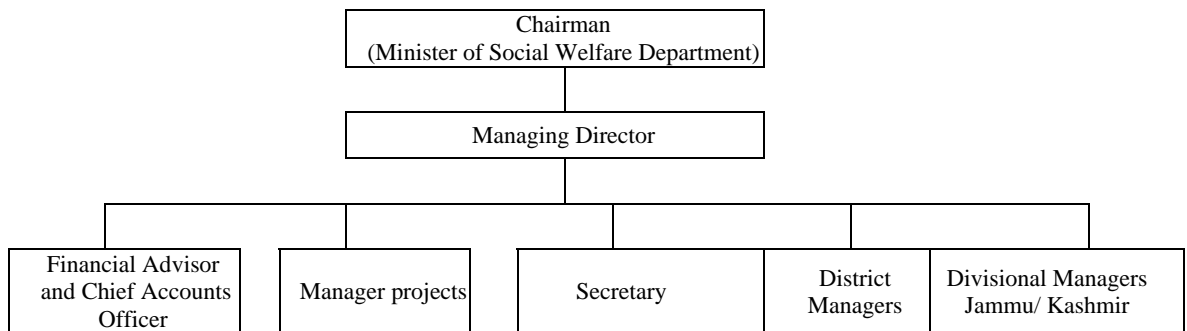 Chairman
(Minister of Social Welfare Department)
Managing Director
Financial Advisor
and Chief Accounts
Officer
Manager projects
Secretary
District
Managers
Divisional Managers
Jammu/ Kashmir